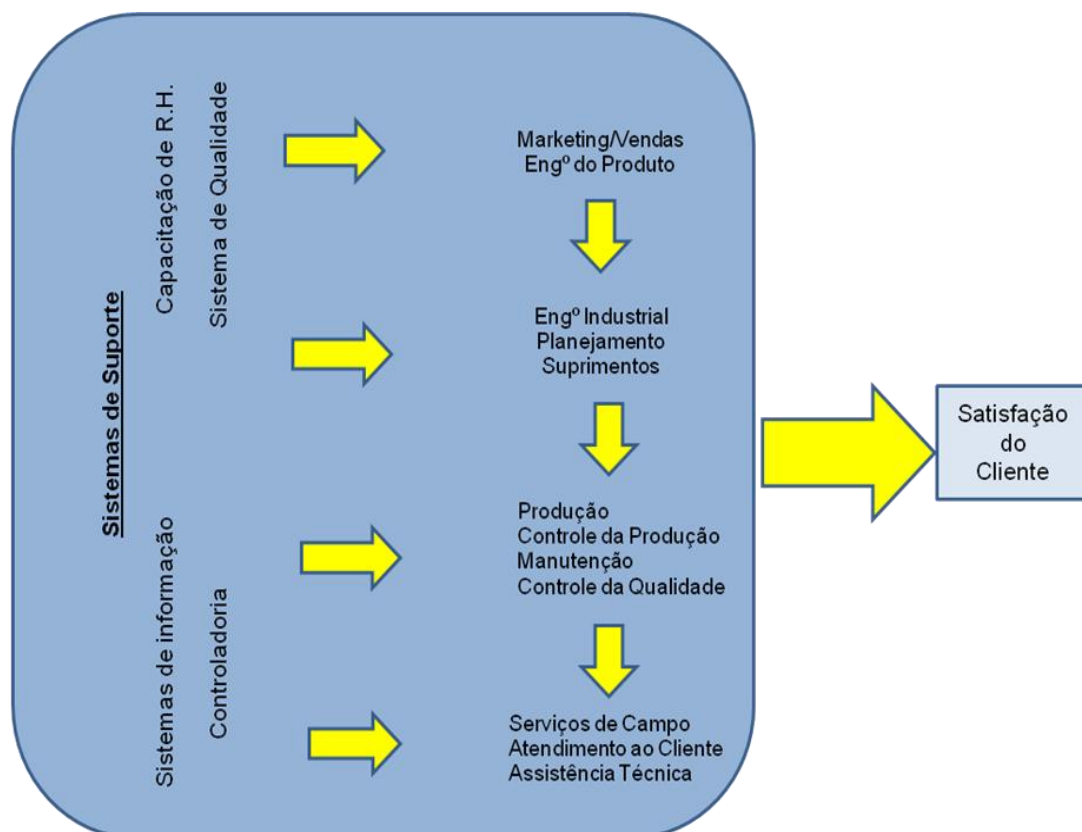 Sistemas de Suporte
Capacitação de R.H.
Sistema de Qualidade
Sistemas de informação
Controladoria
Marketing/Vendas
Engº do Produto
Engº Industrial
Planejamento
Suprimentos
Produção
Controle da Produção
Manutenção
Controle da Qualidade
Serviços de Campo
Atendimento ao Cliente
Assistência Técnica
Satisfação
do
Cliente